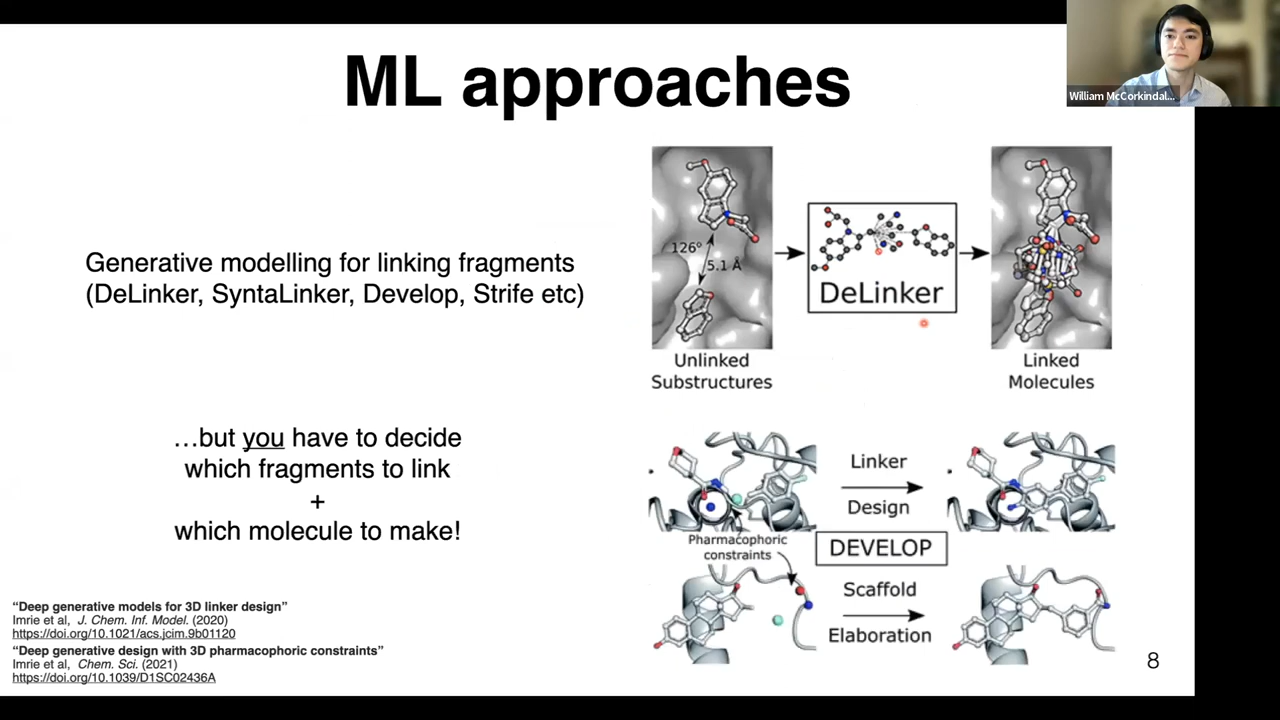 ML approaches
William McCorkindal...
Generative modelling for linking fragments
(DeLinker, SyntaLinker, Develop, Strife etc)
126°
5.1 Å
DeLinker
Unlinked
Substructures
Linked
Molecules
…but you have to decide
which fragments to link
+
which molecule to make!
Linker
Design
Pharmacophoric
constraints
DEVELOP
Scaffold
Elaboration
“Deep generative models for 3D linker design”
Imrie et al, J. Chem. Inf. Model. (2020)
https://doi.org/10.1021/acs.jcim.9b01120
“Deep generative design with 3D pharmacophoric constraints”
Imrie et al, Chem. Sci. (2021)
https://doi.org/10.1039/D1SC02436A
8